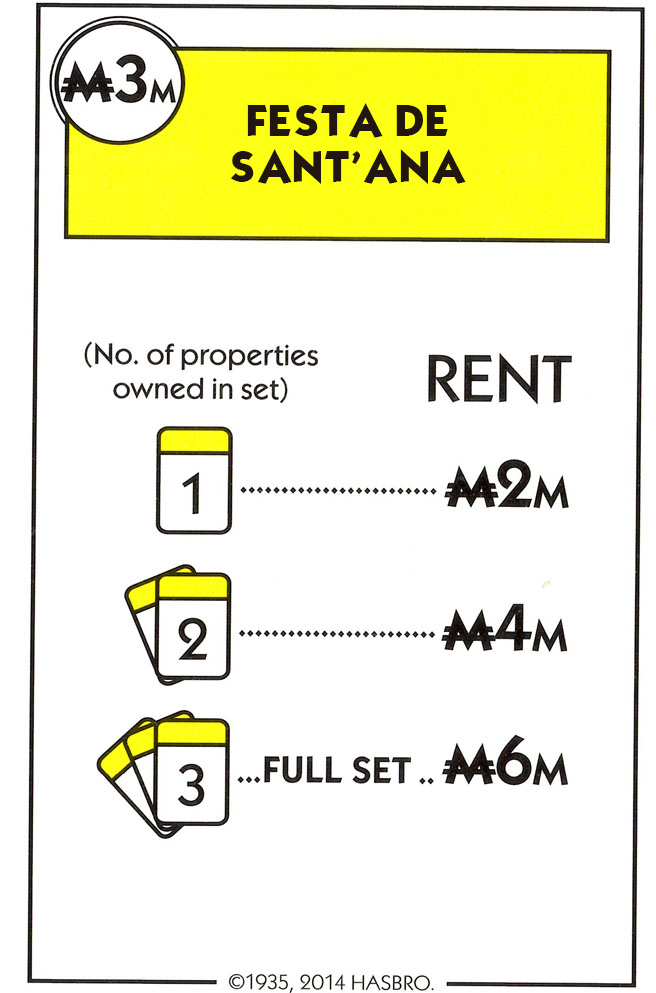 ₩3M
FESTA DE
SANT’ANA
(No. of properties
owned in set)
RENT
1 ₩2M
2 ₩4M
3 ...FULL SET .. ₩6M
©1935, 2014 HASBRO.